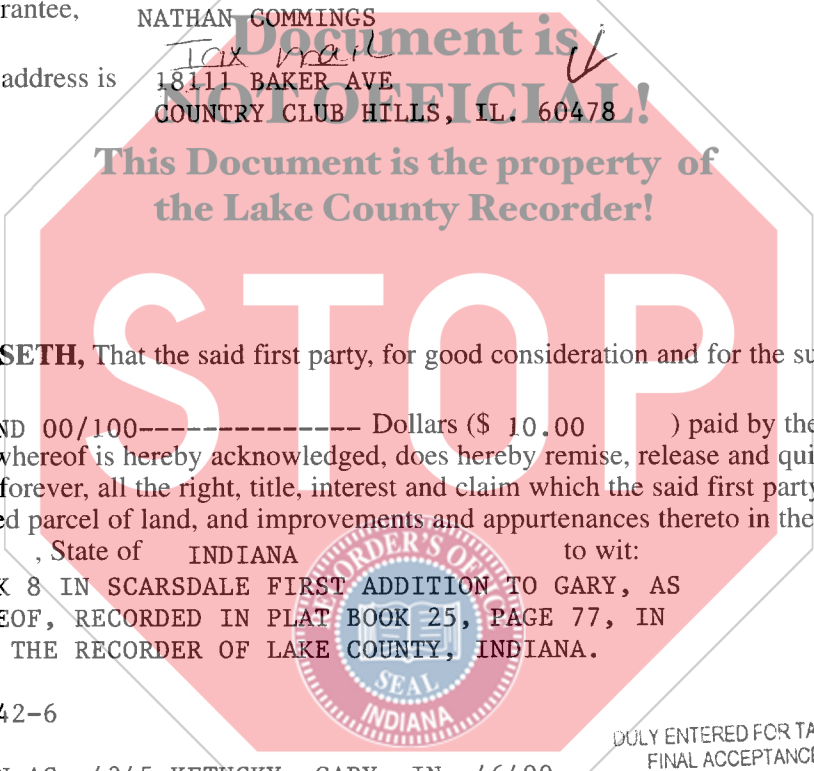 rantee, NATHAN COMMINGS
Tax mail
address is 18111 BAKER AVE
COUNTRY CLUB HILLS, IL. 60478
Document is
NOT OFFICIAL!
This Document is the property of
the Lake County Recorder!
STOP
SETH, That the said first party, for good consideration and for the su
ND 00/100-------------- Dollars ($ 10.00 ) paid by the
whereof is hereby acknowledged, does hereby remise, release and qui
forever, all the right, title, interest and claim which the said first party
ed parcel of land, and improvements and appurtenances thereto in the
, State of INDIANA to wit:
K 8 IN SCARSDALE FIRST ADDITION TO GARY, AS
EOF, RECORDED IN PLAT BOOK 25, PAGE 77, IN
THE RECORDER OF LAKE COUNTY, INDIANA.
RECORDER'S OFFICE
SEAL
INDIANA
42-6
DULY ENTERED FOR TA
FINAL ACCEPTANCE